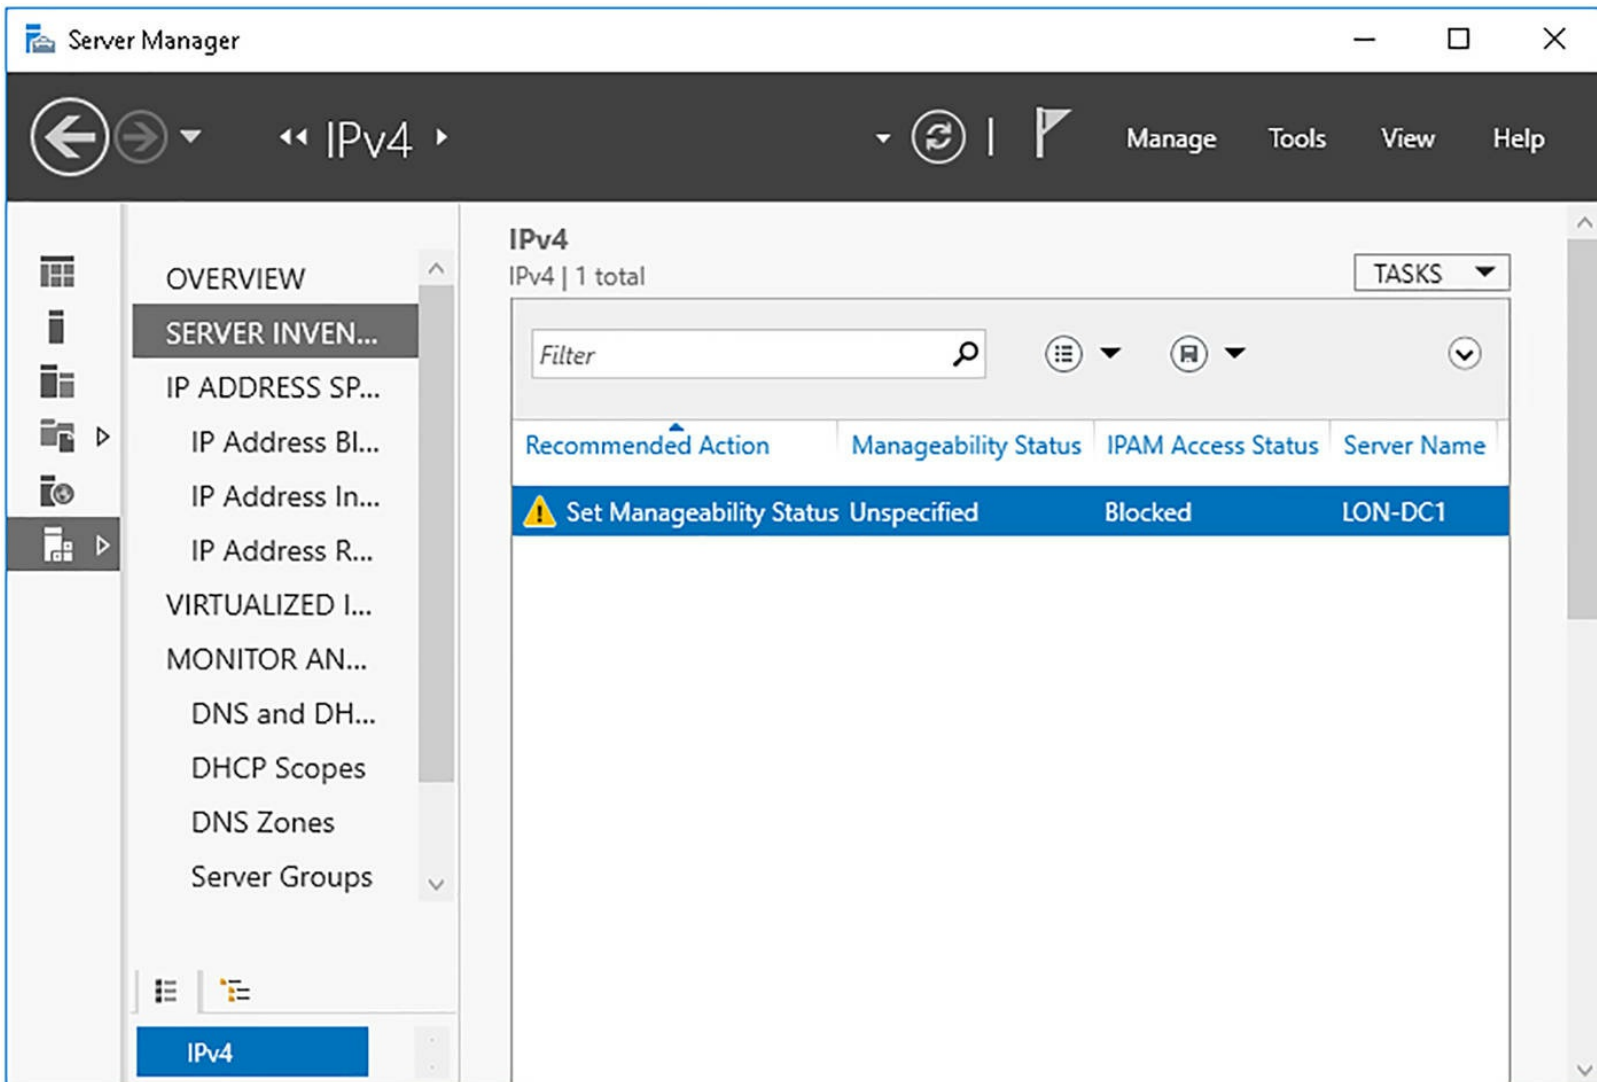 Server Manager
IPv4
Manage Tools View Help
OVERVIEW
SERVER INVEN...
IP ADDRESS SP...
IP Address Bl...
IP Address In...
IP Address R...
VIRTUALIZED I...
MONITOR AN...
DNS and DH...
DHCP Scopes
DNS Zones
Server Groups
IPv4
IPv4
IPv4 | 1 total
TASKS
Filter
Recommended Action Manageability Status IPAM Access Status Server Name
Set Manageability Status Unspecified Blocked LON-DC1